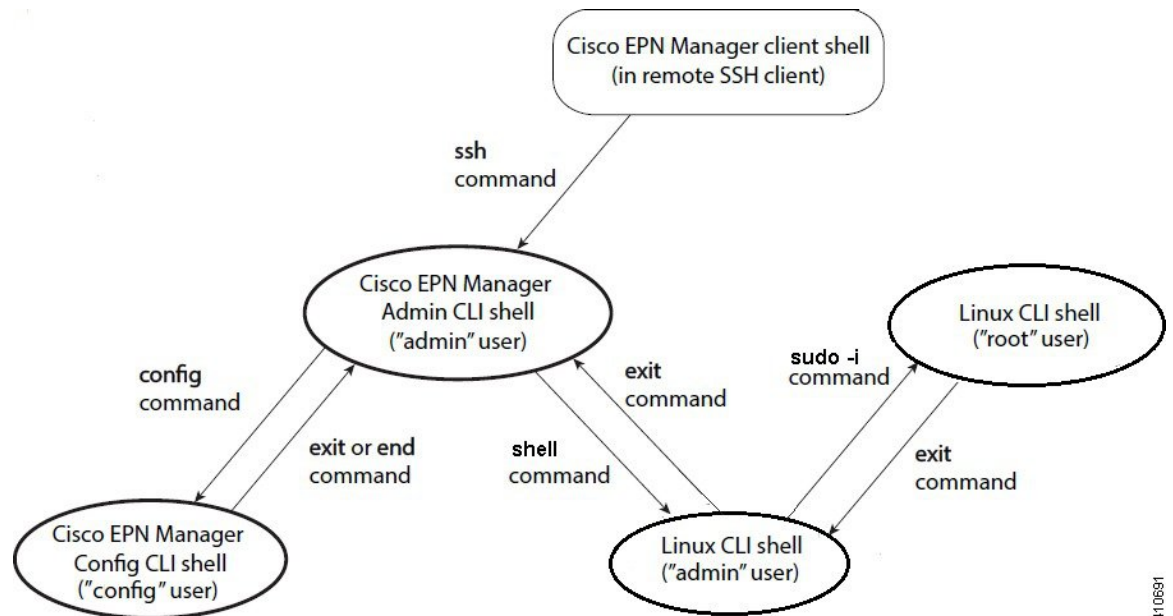 Cisco EPN Manager client shell
(in remote SSH client)
ssh
command
Cisco EPN Manager
Admin CLI shell
("admin" user)
Linux CLI shell
("root" user)
config
command
exit
command
sudo -i
command
exit or end
command
shell
command
exit
command
Cisco EPN Manager
Config CLI shell
("config" user)
Linux CLI shell
("admin" user)